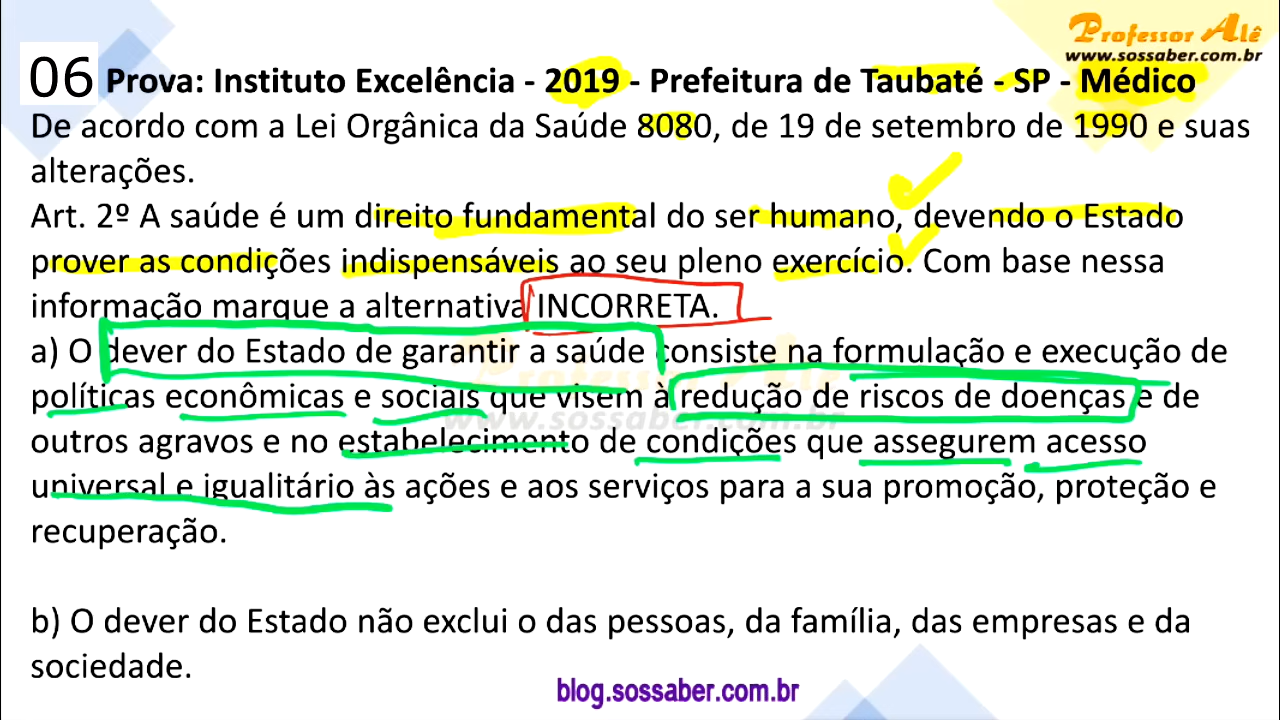 Professor Alê
www.sossaber.com.br
06 Prova: Instituto Excelência - 2019 - Prefeitura de Taubaté - SP - Médico
De acordo com a Lei Orgânica da Saúde 8080, de 19 de setembro de 1990 e suas
alterações.
Art. 2º A saúde é um direito fundamental do ser humano, devendo o Estado
prover as condições indispensáveis ao seu pleno exercício. Com base nessa
informação marque a alternativa INCORRETA.
a) O dever do Estado de garantir a saúde consiste na formulação e execução de
Professor Alê
políticas econômicas e sociais que visem à redução de riscos de doenças e de
www.sossaber.com.br
outros agravos e no estabelecimento de condições que assegurem acesso
universal e igualitário às ações e aos serviços para a sua promoção, proteção e
recuperação.
b) O dever do Estado não exclui o das pessoas, da família, das empresas e da
sociedade.
blog.sossaber.com.br